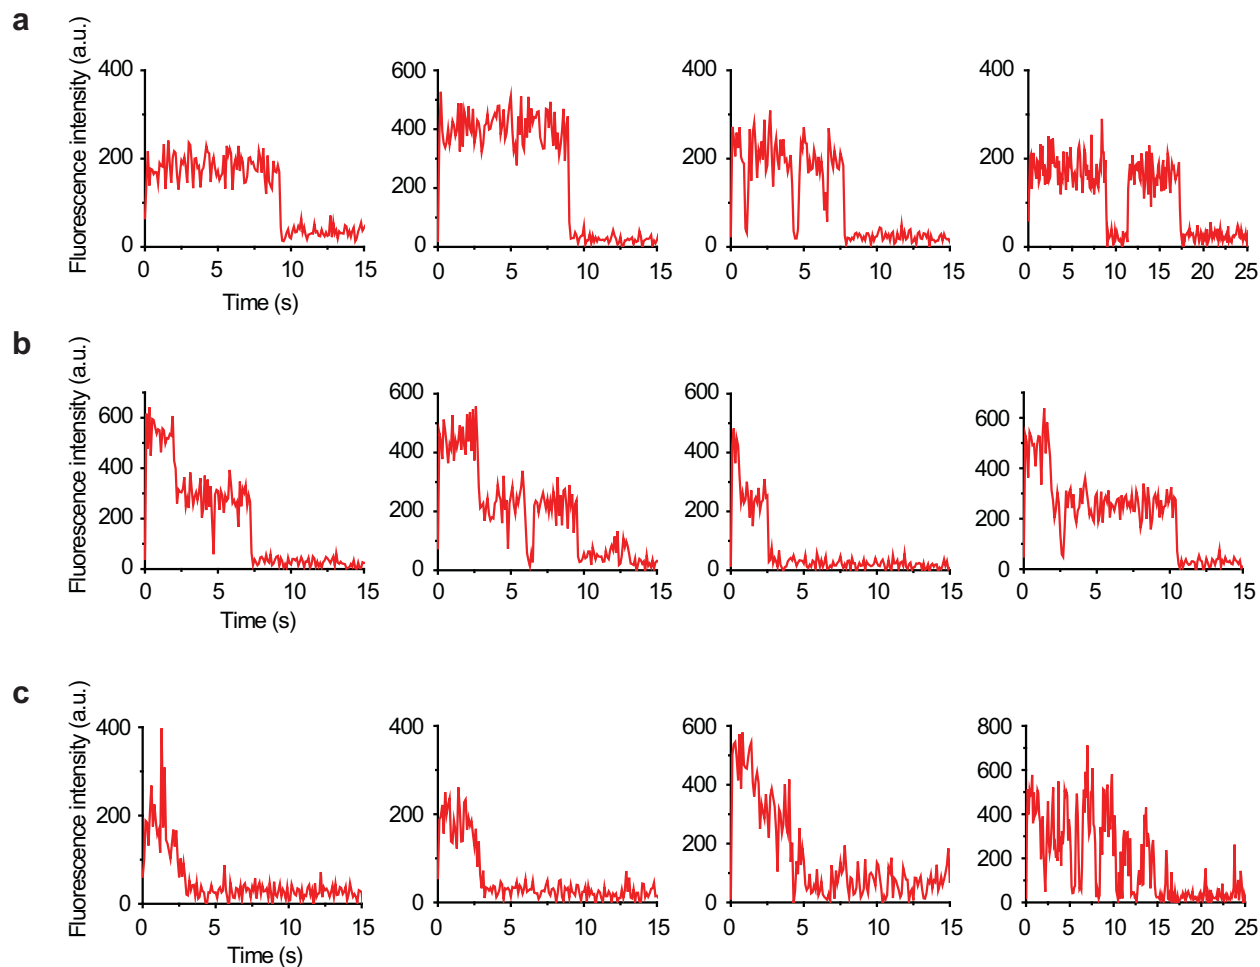 a
Fluorescence intensity (a.u.)
400 200 0
0 5 10 15
Time (s)
600 400 200 0
0 5 10 15
400 200 0
0 5 10 15
400 200 0
0 5 10 15 20 25
b
Fluorescence intensity (a.u.)
600 400 200 0
0 5 10 15
Time (s)
600 400 200 0
0 5 10 15
600 400 200 0
0 5 10 15
600 400 200 0
0 5 10 15
c
Fluorescence intensity (a.u.)
400 200 0
0 5 10 15
Time (s)
400 200 0
0 5 10 15
600 400 200 0
0 5 10 15
800 600 400 200 0
0 5 10 15 20 25